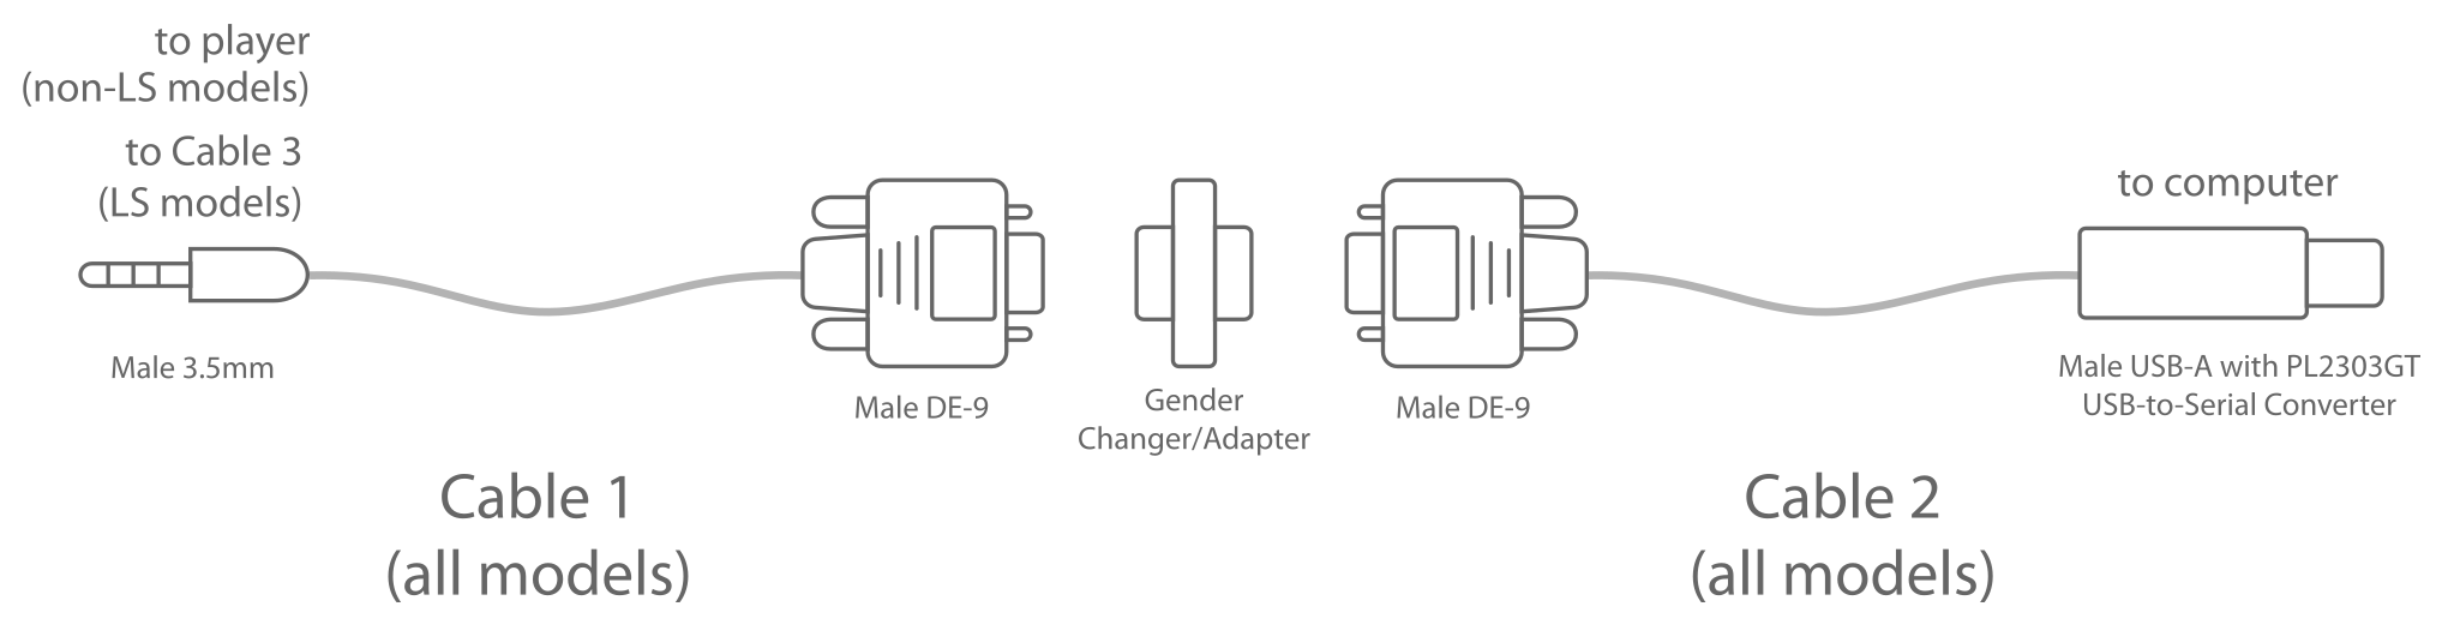 to player
(non-LS models)
to Cable 3
(LS models)
Male 3.5mm
Male DE-9
Gender
Changer/Adapter
Male DE-9
to computer
Male USB-A with PL2303GT
USB-to-Serial Converter
Cable 1
(all models)
Cable 2
(all models)